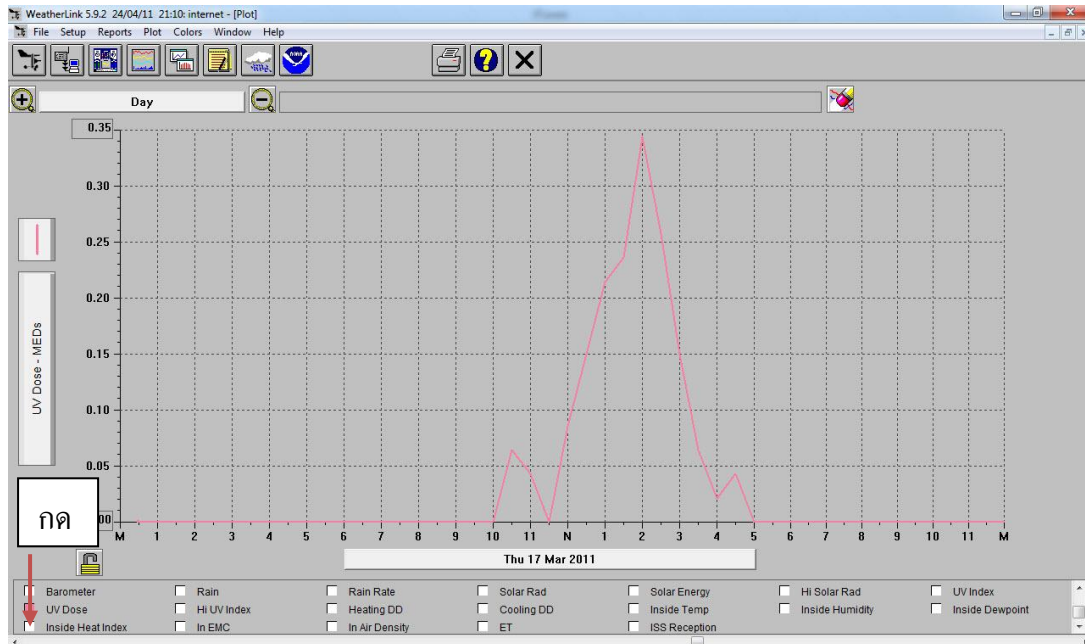 WeatherLink 5.9.2 24/04/11 21:10: internet - [Plot]
File Setup Reports Plot Colors Window Help
Day
0.35
0.30
0.25
0.20
0.15
0.10
0.05
00
UV Dose - MEDs
กด
M 1 2 3 4 5 6 7 8 9 10 11 N 1 2 3 4 5 6 7 8 9 10 11 M
Thu 17 Mar 2011
Barometer Rain Rain Rate Solar Rad Solar Energy Hi Solar Rad UV Index
UV Dose Hi UV Index Heating DD Cooling DD Inside Temp Inside Humidity Inside Dewpoint
Inside Heat Index In EMC In Air Density ET ISS Reception